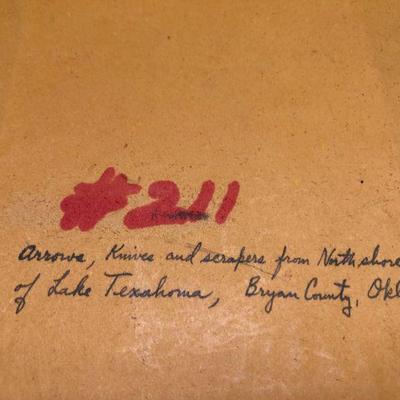 #211
Arrows, Knives and scrapers from North shore
of Lake Texahoma, Bryan County, Okl